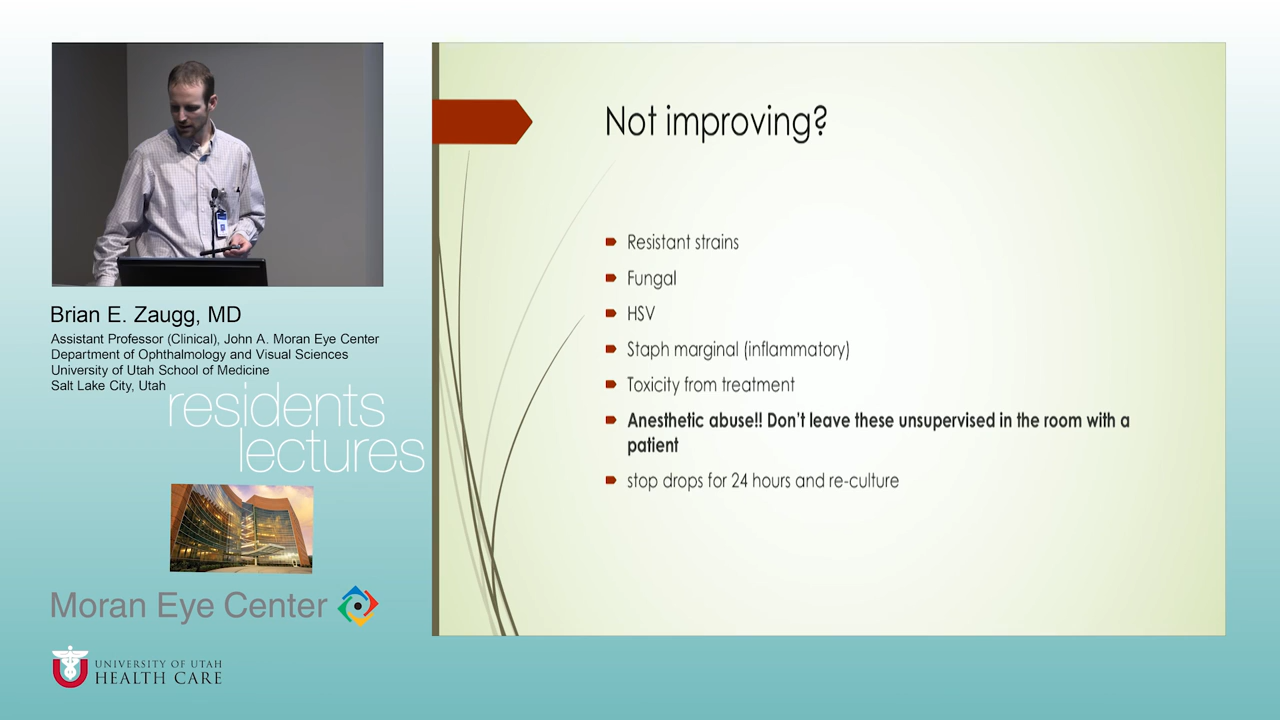 Brian E. Zaugg, MD
Assistant Professor (Clinical), John A. Moran Eye Center
Department of Ophthalmology and Visual Sciences
University of Utah School of Medicine
Salt Lake City, Utah
residents
lectures
Moran Eye Center
UNIVERSITY OF UTAH
HEALTH CARE
Not improving?
Resistant strains
Fungal
HSV
Staph marginal (inflammatory)
Toxicity from treatment
Anesthetic abuse!! Don't leave these unsupervised in the room with a
patient
stop drops for 24 hours and re-culture